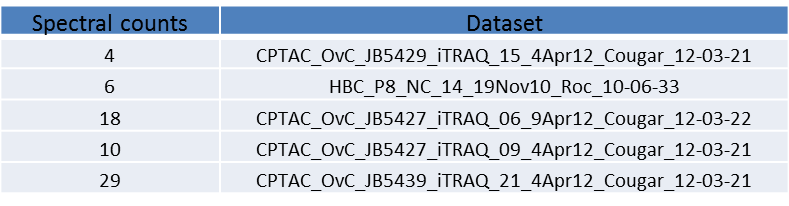 Spectral counts Dataset
4 CPTAC_OvC_JB5429_iTRAQ_15_4Apr12_Cougar_12-03-21
6 HBC_P8_NC_14_19Nov10_Roc_10-06-33
18 CPTAC_OvC_JB5427_iTRAQ_06_9Apr12_Cougar_12-03-22
10 CPTAC_OvC_JB5427_iTRAQ_09_4Apr12_Cougar_12-03-21
29 CPTAC_OvC_JB5439_iTRAQ_21_4Apr12_Cougar_12-03-21